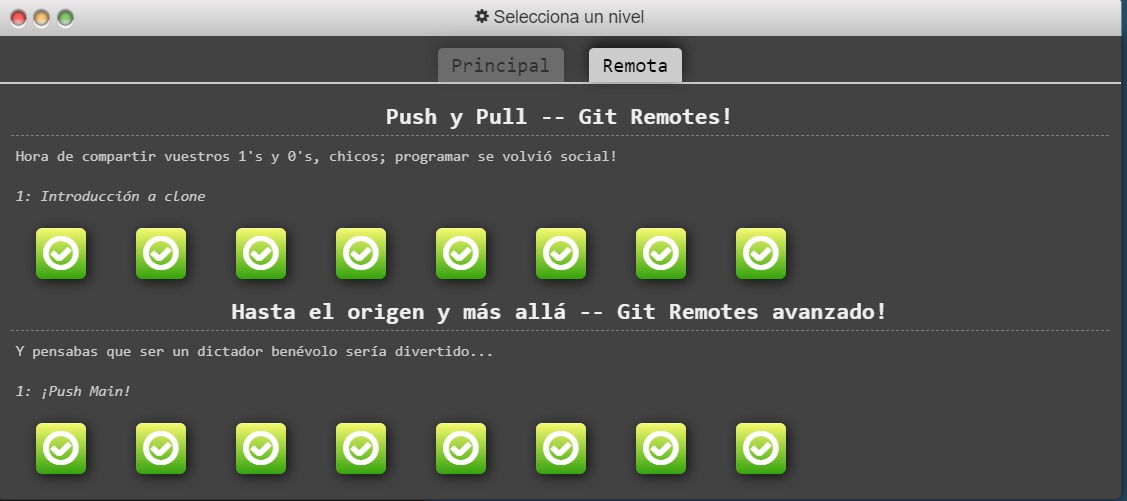 Selecciona un nivel
Principal
Remota
Push y Pull -- Git Remotes!
Hora de compartir vuestros 1's y 0's, chicos; programar se volvió social!
1: Introducción a clone
Hasta el origen y más allá -- Git Remotes avanzado!
Y pensabas que ser un dictador benévolo sería divertido...
1: ¡Push Main!